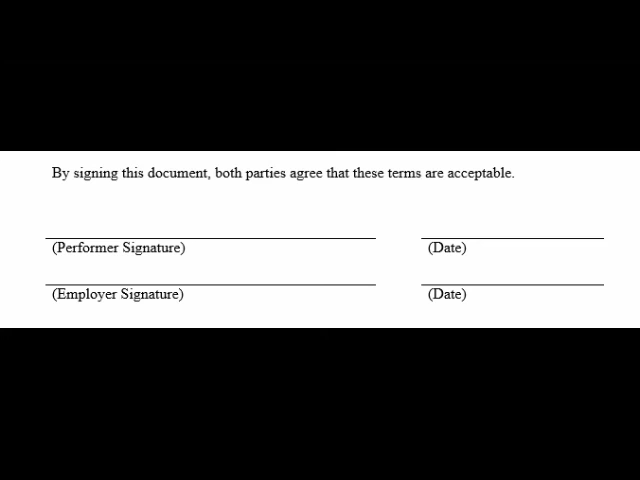 By signing this document, both parties agree that these terms are acceptable.
(Performer Signature) (Date)
(Employer Signature) (Date)